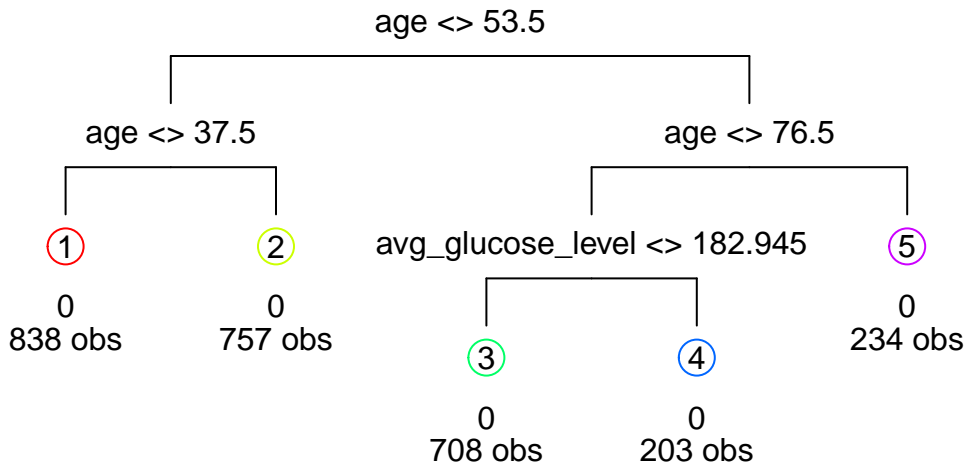 age <> 53.5
age <> 37.5
age <> 76.5
1
2
avg_glucose_level <> 182.945
5
0
838 obs
0
757 obs
0
234 obs
3
4
0
708 obs
0
203 obs